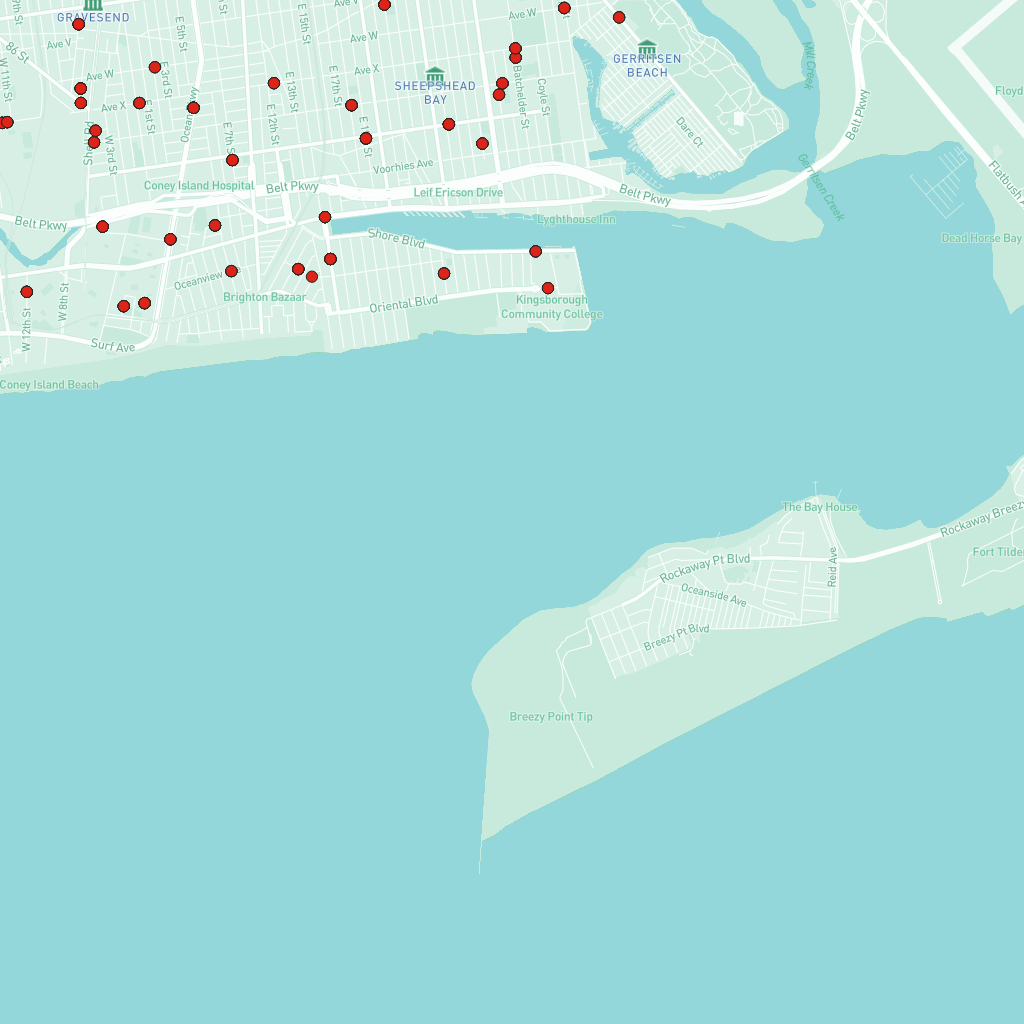 GRAVESEND
Ave V
E 5th St
E 15th St
Ave V
Ave W
Ave W
GERRITSEN
BEACH
Mill Creek
86 St
Ave W
E 3rd St
E 13th St
E 17th St
Ave X
SHEEPSHEAD
BAY
Coyle St
Batchelder St
Floyd
W 11th St
Ave X
E 1st St
E 7th St
E 12th St
Dare Ct
Belt Pkwy
W 3rd St
Voorhies Ave
Gerritsen Creek
Coney Island Hospital
Belt Pkwy
Leif Ericson Drive
Belt Pkwy
Belt Pkwy
Lyghthouse Inn
Shore Blvd
Dead Horse Bay
W 8th St
Brighton Bazaar
Oriental Blvd
Kingsborough
Community College
W 12th St
Surf Ave
Coney Island Beach
The Bay House
Rockaway Breezy
Rockaway Pt Blvd
Reid Ave
Fort Tilden
Oceanside Ave
Breezy Pt Blvd
Breezy Point Tip